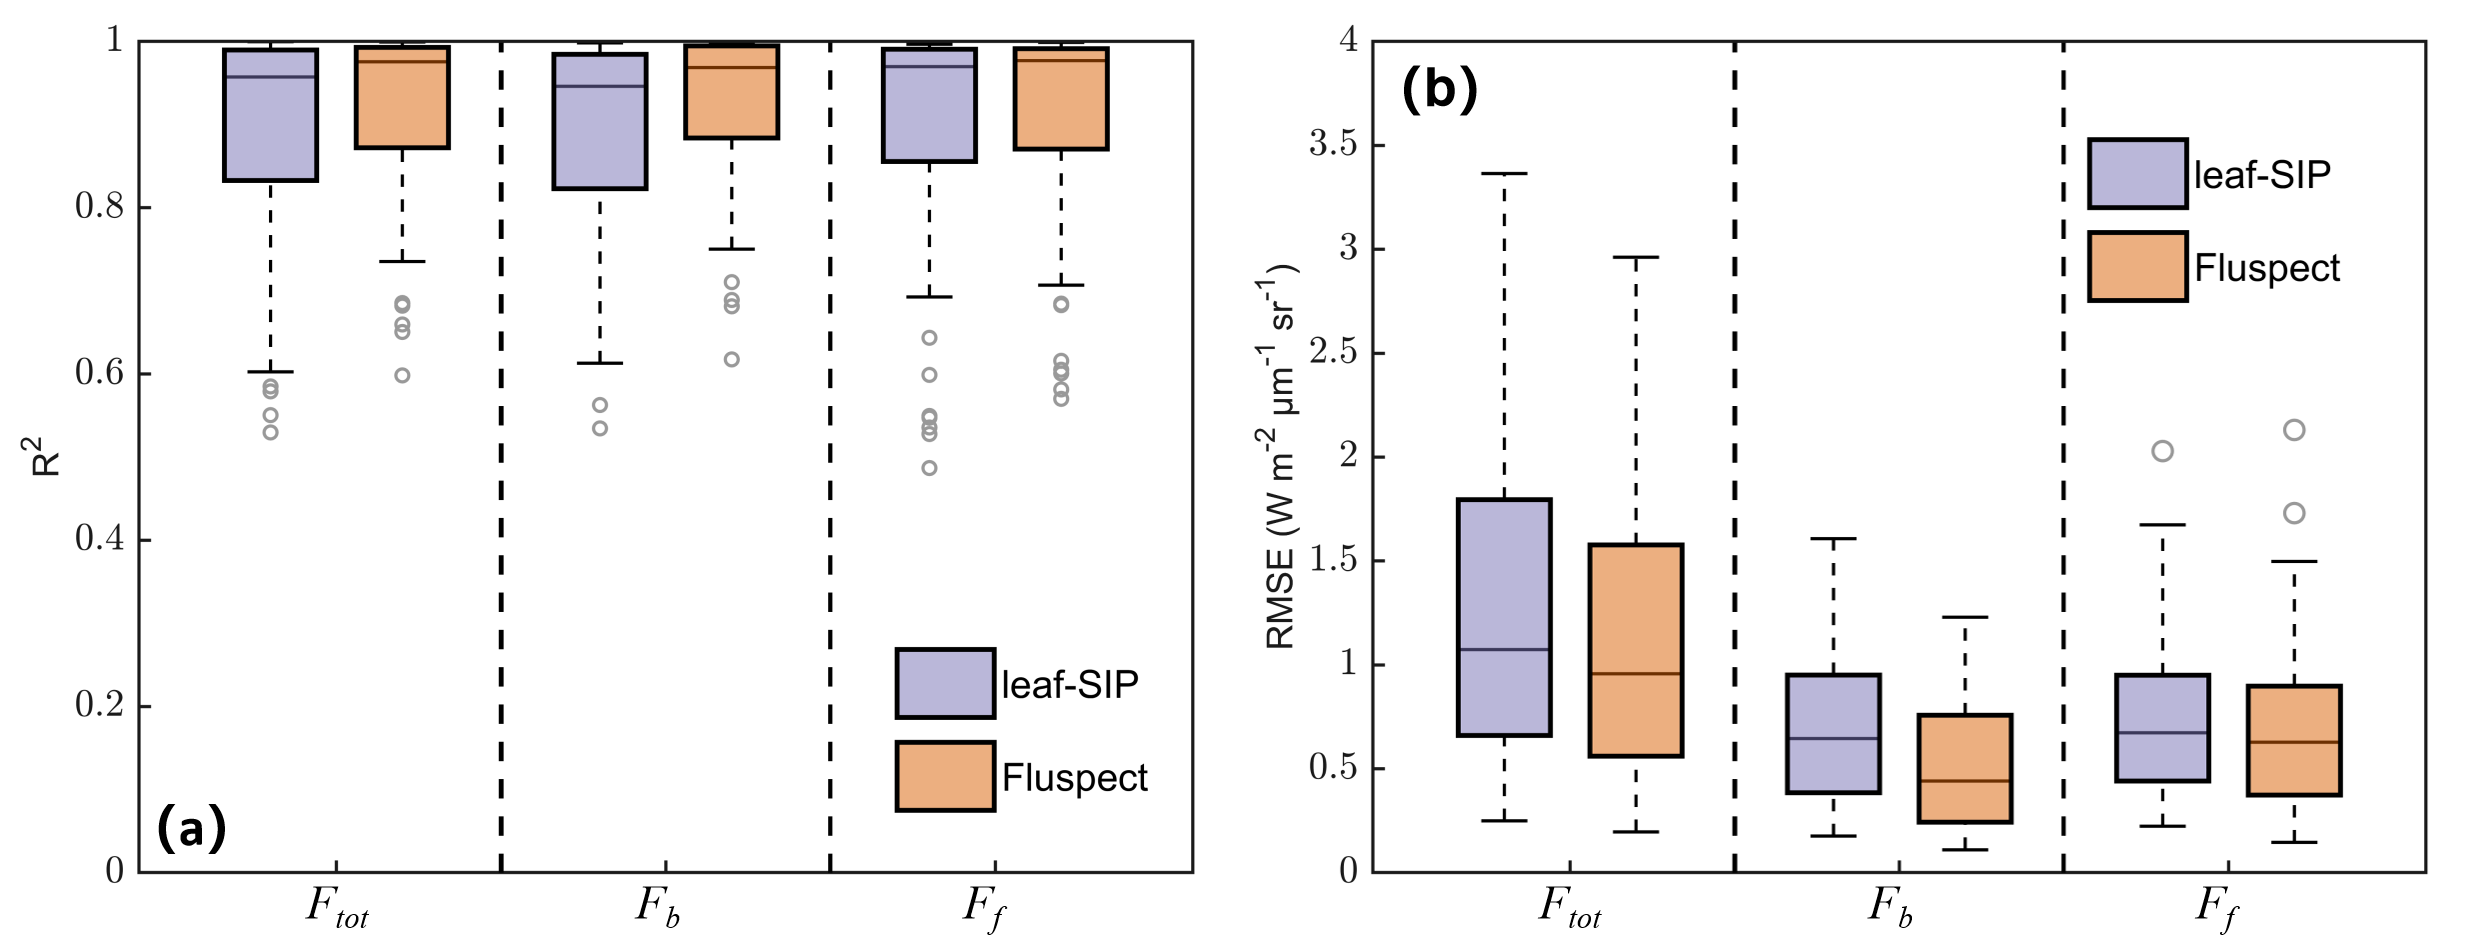 1
0.8
0.6
0.4
0.2
0
R²
(a)
leaf-SIP
Fluspect
F_tot
F_b
F_f
4
3.5
3
2.5
2
1.5
1
0.5
0
RMSE (W m⁻² μm⁻¹ sr⁻¹)
(b)
leaf-SIP
Fluspect
F_tot
F_b
F_f